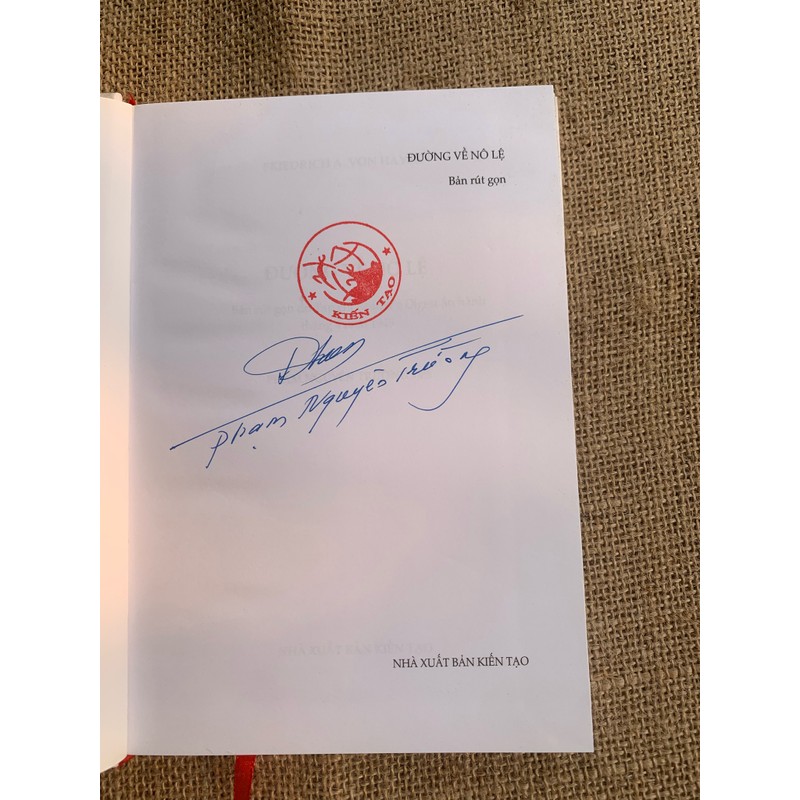 ĐƯỜNG VỀ NÔ LỆ
Bản rút gọn
KIẾN TẠO
Phạm Nguyên Trường
NHÀ XUẤT BẢN KIẾN TẠO